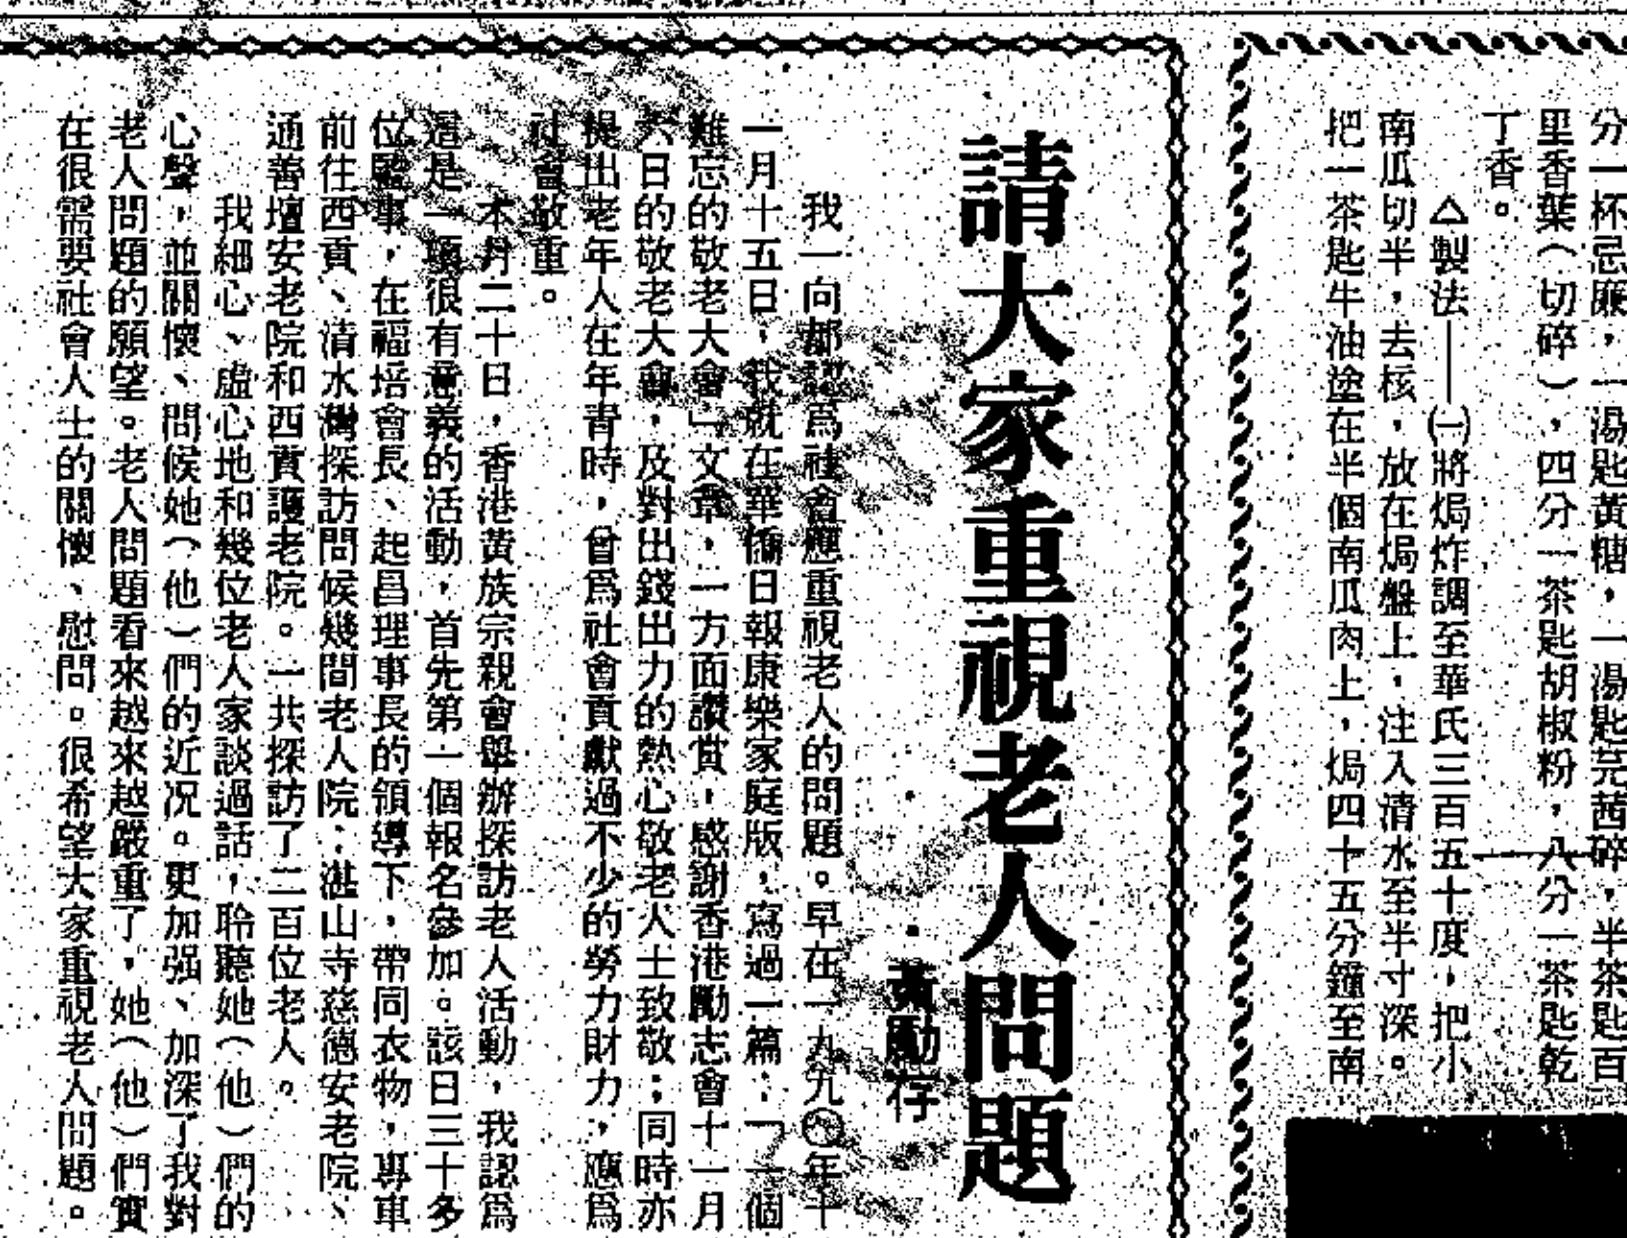 分一杯忌廉，一湯匙黃糖，一湯匙芫茜碎，半茶匙百
里香葉（切碎），四分一茶匙胡椒粉，八分一茶匙乾
丁香。
△製法——㈠將焗炸調至華氏三百五十度，把小
南瓜切半，去核，放在焗盤上，注入清水至半寸深。
把一茶匙牛油塗在半個南瓜肉上，焗四十五分鐘至南
請大家重視老人問題
黃勵存
我一向都認爲社會應重視老人的問題。早在一九九〇年十
一月十五日，我就在華僑日報康樂家庭版，寫過一篇：「一個
難忘的敬老大會」文章，一方面讚賞，感謝香港勵志會十一月
六日的敬老大會，及對出錢出力的熱心敬老人士致敬；同時亦
提出老年人在年青時，曾爲社會貢獻過不少的勞力財力，應爲
社會敬重。
本月二十日，香港黃族宗親會舉辦探訪老人活動，我認爲
這是一項很有意義的活動，首先第一個報名參加。該日三十多
位監事，在福培會長、起昌理事長的領導下，帶同衣物，專車
前往西貢、清水灣探訪問候幾間老人院：湛山寺慈德安老院、
通善壇安老院和西貢護老院。一共探訪了二百位老人。
我細心、虛心地和幾位老人家談過話，聆聽她（他）們的
心聲，並關懷、問候她（他）們的近況。更加强、加深了我對
老人問題的願望。老人問題看來越來越嚴重了，她（他）們實
在很需要社會人士的關懷、慰問。很希望大家重視老人問題。